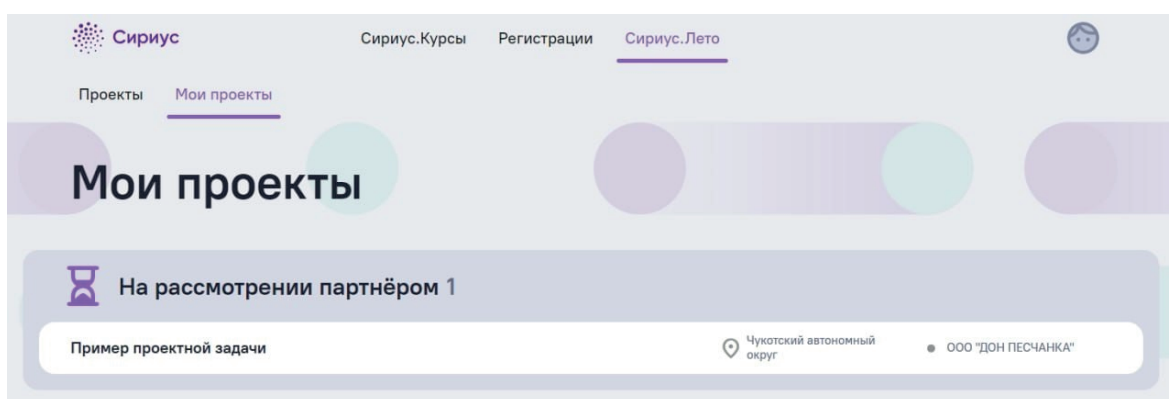 Сириус
Сириус.Курсы
Регистрации
Сириус.Лето
Проекты
Мои проекты
Мои проекты
На рассмотрении партнёром 1
Пример проектной задачи
Чукотский автономный
округ
ООО "ДОН ПЕСЧАНКА"